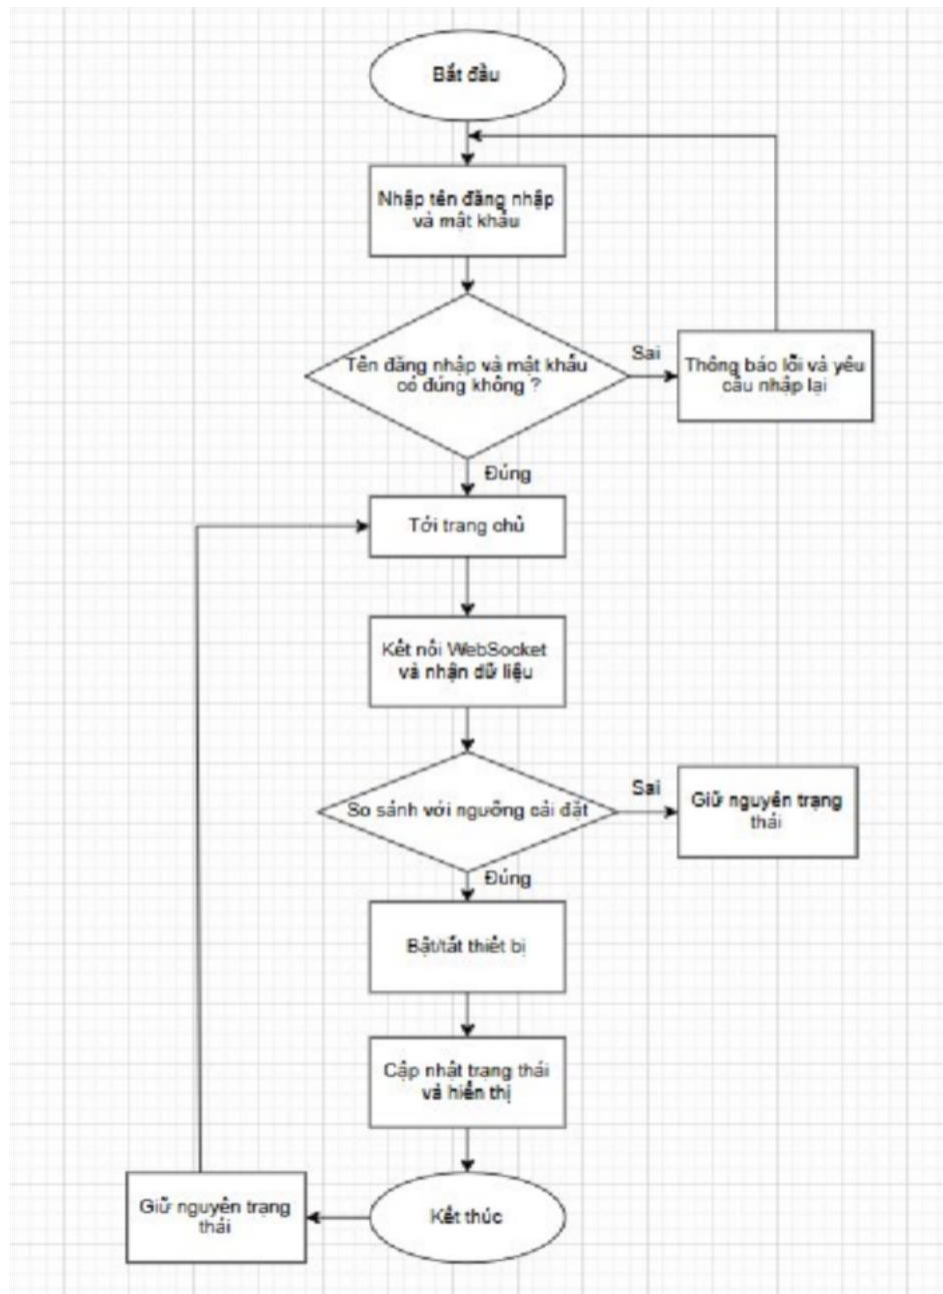 Bắt đầu
Nhập tên đăng nhập
và mật khẩu
Tên đăng nhập và mật khẩu
có đúng không ?
Sai
Thông báo lỗi và yêu
cầu nhập lại
Đúng
Tới trang chủ
Kết nối WebSocket
và nhận dữ liệu
So sánh với ngưỡng cài đặt
Sai
Giữ nguyên trạng
thái
Đúng
Bật/tắt thiết bị
Cập nhật trạng thái
và hiển thị
Giữ nguyên trạng
thái
Kết thúc